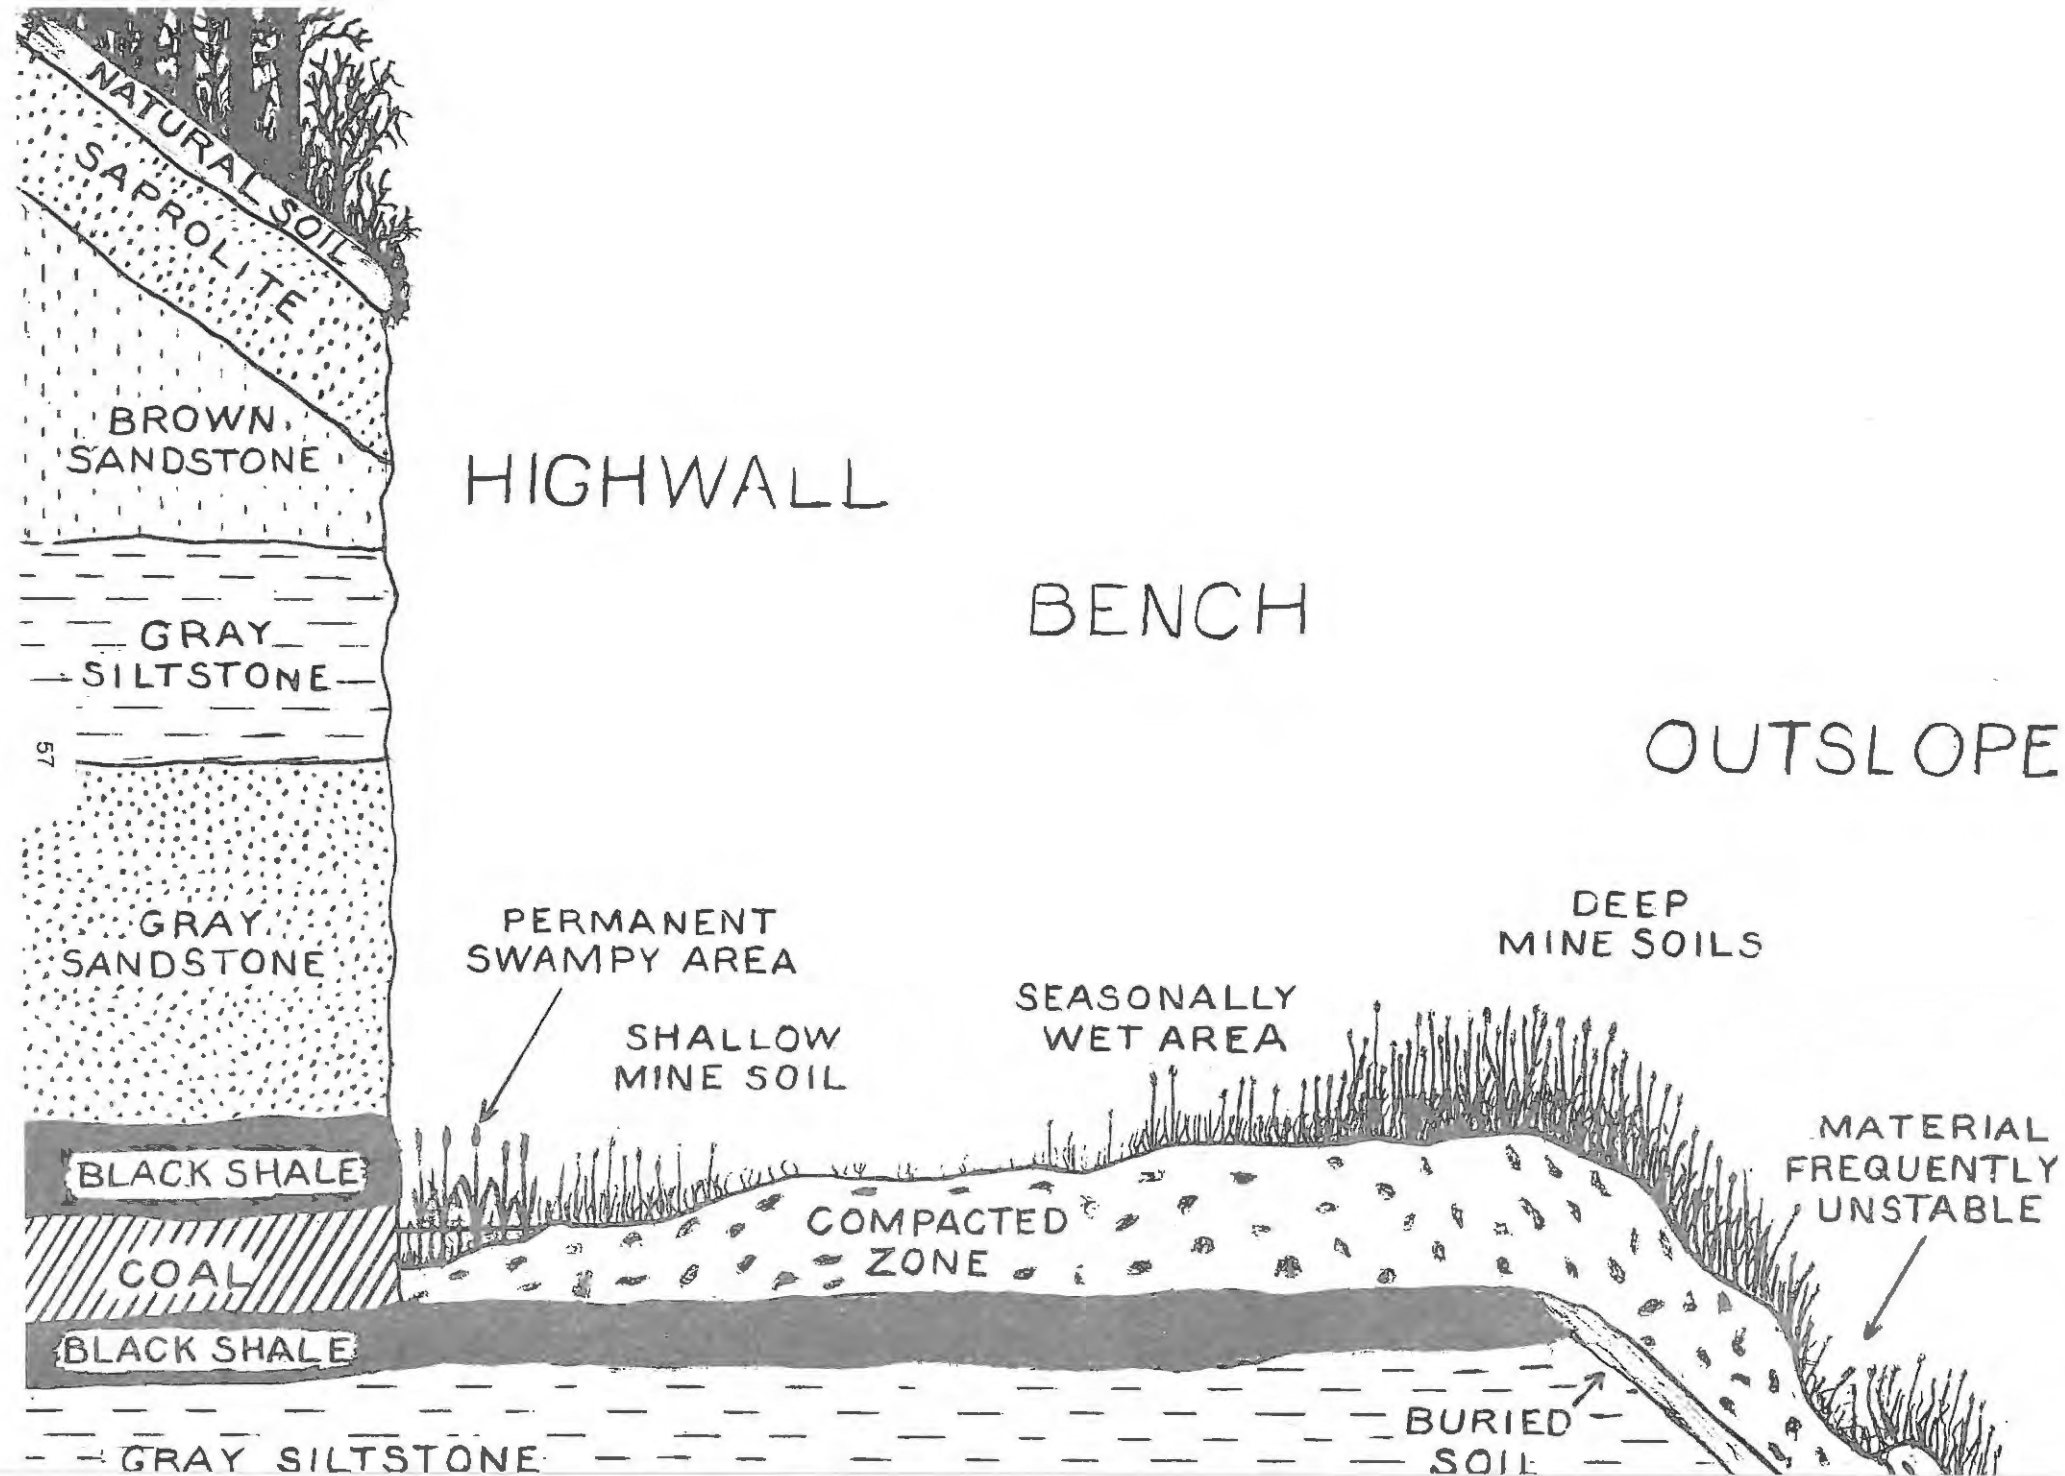 NATURAL SOIL
SAPROLITE
BROWN
SANDSTONE
HIGHWALL
BENCH
GRAY
SILTSTONE
OUTSLOPE
57
GRAY
SANDSTONE
PERMANENT
SWAMPY AREA
SHALLOW
MINE SOIL
SEASONALLY
WET AREA
DEEP
MINE SOILS
MATERIAL
FREQUENTLY
UNSTABLE
BLACK SHALE
COMPACTED
ZONE
COAL
BLACK SHALE
BURIED
SOIL
GRAY SILTSTONE